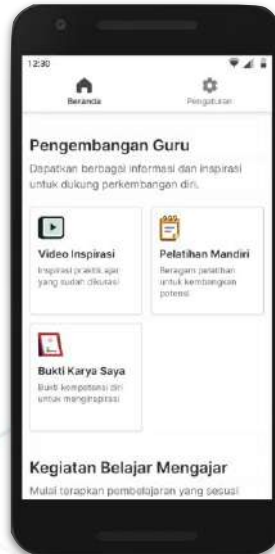 12:30
Beranda
Pengaturan
Pengembangan Guru
Dapatkan berbagai informasi dan inspirasi
untuk dukung perkembangan diri.
Video Inspirasi
Inspirasi praktik ajar
yang sudah dikurasi
Pelatihan Mandiri
Beragam pelatihan
untuk kembangkan
potensi
Bukti Karya Saya
Bukti kompetensi diri
untuk menginspirasi
Kegiatan Belajar Mengajar
Mulai terapkan pembelajaran yang sesuai